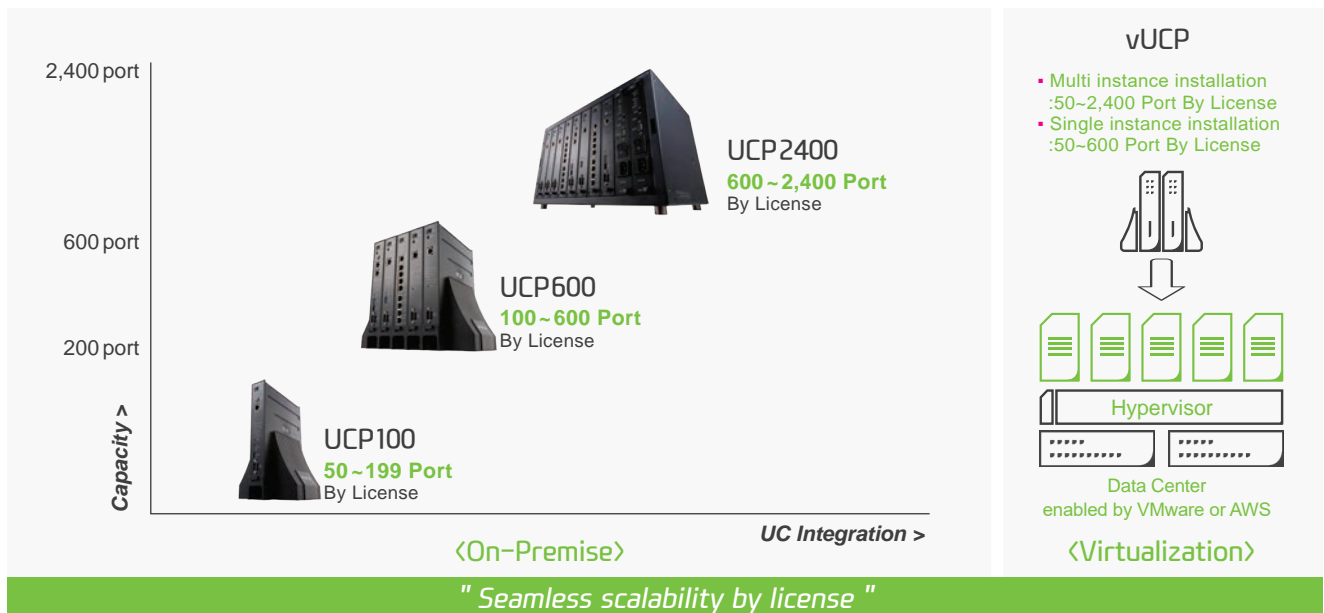 2,400 port
600 port
200 port
Capacity >
UCP2400
600~2,400 Port
By License
UCP600
100~600 Port
By License
UCP100
50~199 Port
By License
UC Integration >
<On-Premise>
vUCP
▪ Multi instance installation
:50~2,400 Port By License
▪ Single instance installation
:50~600 Port By License
Hypervisor
Data Center
enabled by VMware or AWS
<Virtualization>
" Seamless scalability by license "